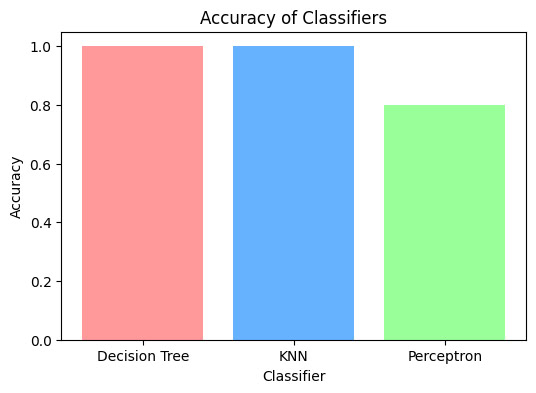 Accuracy of Classifiers
1.0
0.8
0.6
0.4
0.2
0.0
Accuracy
Decision Tree
KNN
Perceptron
Classifier